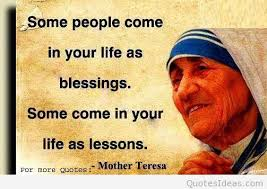 Some people come
in your life as
blessings.
Some come in your
life as lessons.
- Mother Teresa
For more Quotes:
QuotesIdeas.com